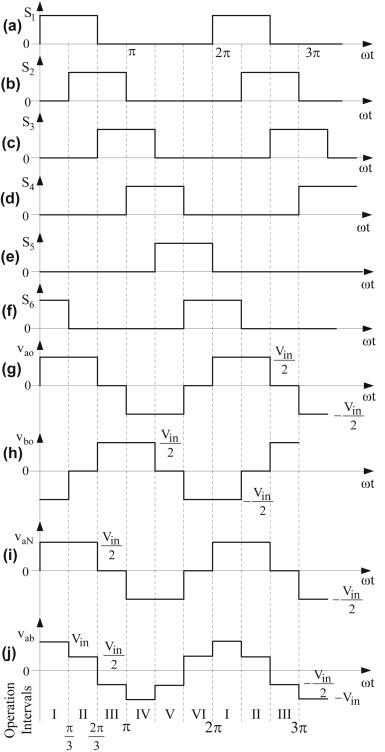 (a) S1
π 2π 3π ωt
(b) S2
0 ωt
(c) S3
0 ωt
(d) S4
0 ωt
(e) S5
0 ωt
(f) S6
0 ωt
(g) vao
0 Vin/2 ωt
−Vin/2
(h) vbo
0 Vin/2 ωt
−Vin/2
(i) vaN
0 Vin/2 ωt
−Vin/2
(j) vab
0 Vin Vin/2 ωt
−Vin/2 −Vin
Operation Intervals
I II III IV V VI I II III
π/3 2π/3 π 2π 3π